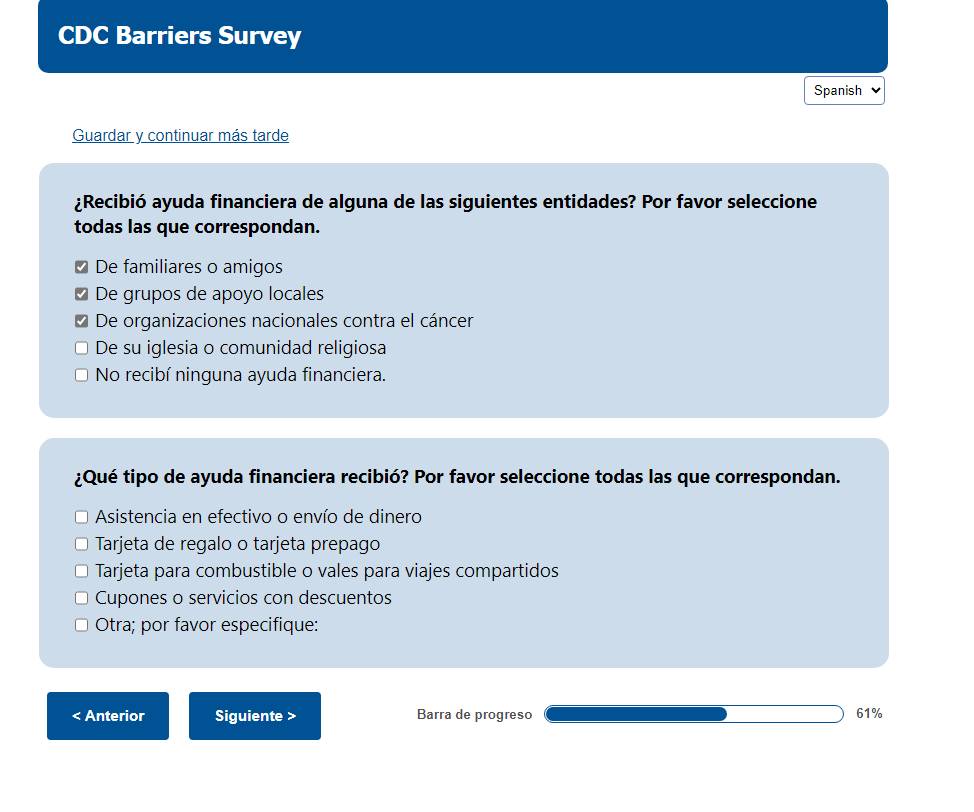 CDC Barriers Survey
Spanish
Guardar y continuar más tarde
¿Recibió ayuda financiera de alguna de las siguientes entidades? Por favor seleccione
todas las que correspondan.
De familiares o amigos
De grupos de apoyo locales
De organizaciones nacionales contra el cáncer
De su iglesia o comunidad religiosa
No recibí ninguna ayuda financiera.
¿Qué tipo de ayuda financiera recibió? Por favor seleccione todas las que correspondan.
Asistencia en efectivo o envío de dinero
Tarjeta de regalo o tarjeta prepago
Tarjeta para combustible o vales para viajes compartidos
Cupones o servicios con descuentos
Otra; por favor especifique:
< Anterior
Siguiente >
Barra de progreso
61%